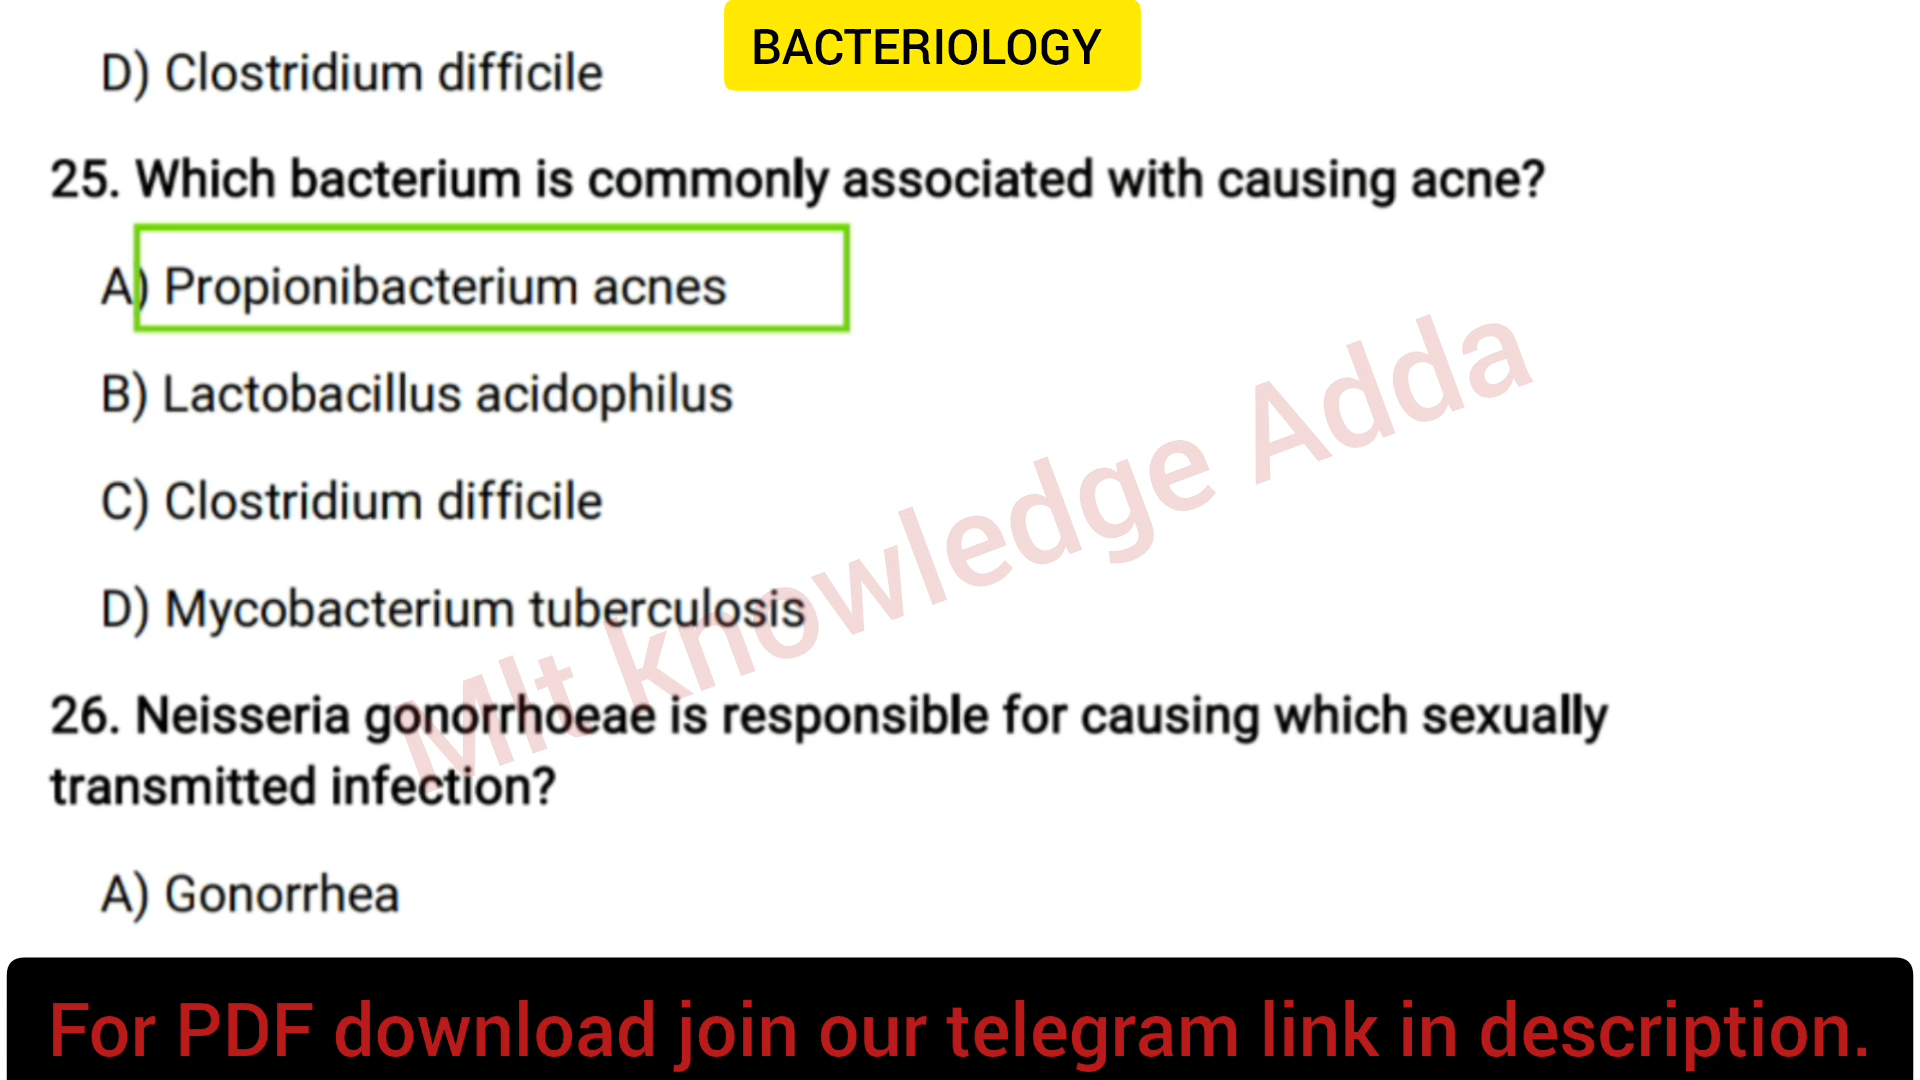 BACTERIOLOGY
D) Clostridium difficile
25. Which bacterium is commonly associated with causing acne?
A) Propionibacterium acnes
B) Lactobacillus acidophilus
C) Clostridium difficile
D) Mycobacterium tuberculosis
26. Neisseria gonorrhoeae is responsible for causing which sexually
transmitted infection?
A) Gonorrhea
Mlt knowledge Adda
For PDF download join our telegram link in description.